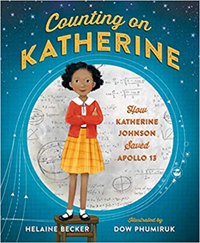 Counting on
KATHERINE
How
KATHERINE
JOHNSON
Saved
APOLLO 13
HELAINE BECKER
Illustrated by
DOW PHUMIRUK